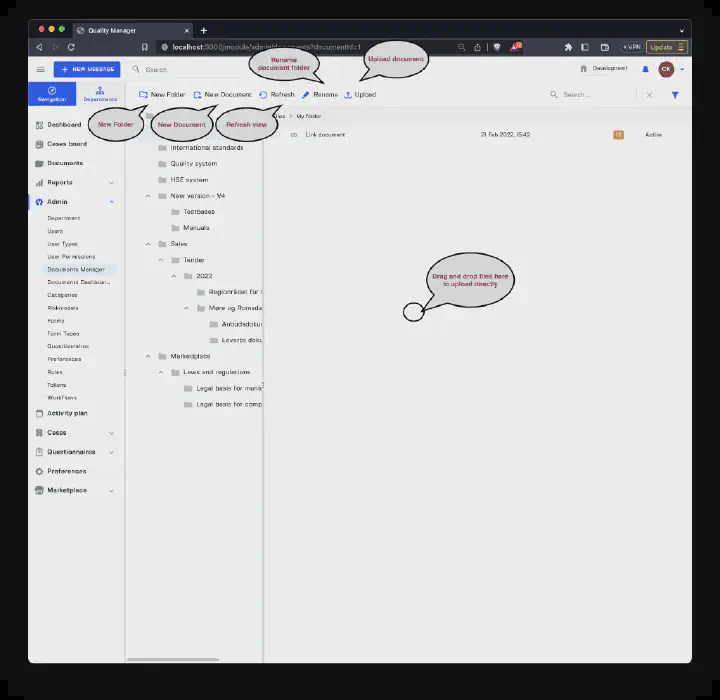 Quality Manager
localhost:3000/module/admin/documents?documentId=1
VPN
Update
NEW MESSAGE
Search
Rename
document folder
Upload document
Development
CK
Navigation
Departments
New Folder
New Document
Refresh
Rename
Upload
Search ...
New Folder
New Document
Refresh view
My folder
Link document
21 Feb 2022, 15:42
Active
Dashboard
Cases board
Documents
Reports
Admin
Department
Users
User Types
User Permissions
Documents Manager
Documents Dashboar...
Categories
Riskmodels
Forms
Form Types
Questionnaires
Preferences
Rules
Tokens
Workflows
Activity plan
Cases
Questionnaires
Preferences
Marketplace
International standards
Quality system
HSE system
New version - V4
Testbases
Manuals
Sales
Tender
2022
Regionrådet for
Møre og Romsda
Anbudsdoku
Leverte doku
Marketplace
Laws and regulations
Legal basis for munic
Legal basis for comp
Drag and drop files here
to upload directly